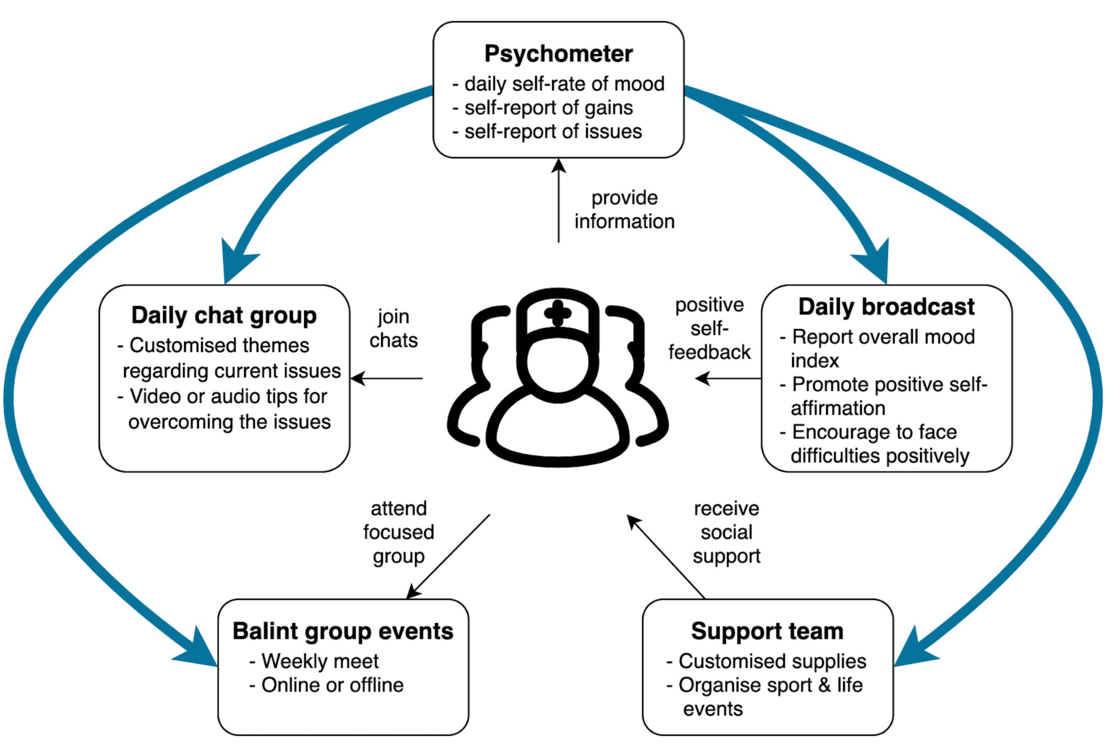 Psychometer
- daily self-rate of mood
- self-report of gains
- self-report of issues
provide
information
Daily chat group
- Customised themes
regarding current issues
- Video or audio tips for
overcoming the issues
join
chats
positive
self-
feedback
Daily broadcast
- Report overall mood
index
- Promote positive self-
affirmation
- Encourage to face
difficulties positively
attend
focused
group
receive
social
support
Balint group events
- Weekly meet
- Online or offline
Support team
- Customised supplies
- Organise sport & life
events